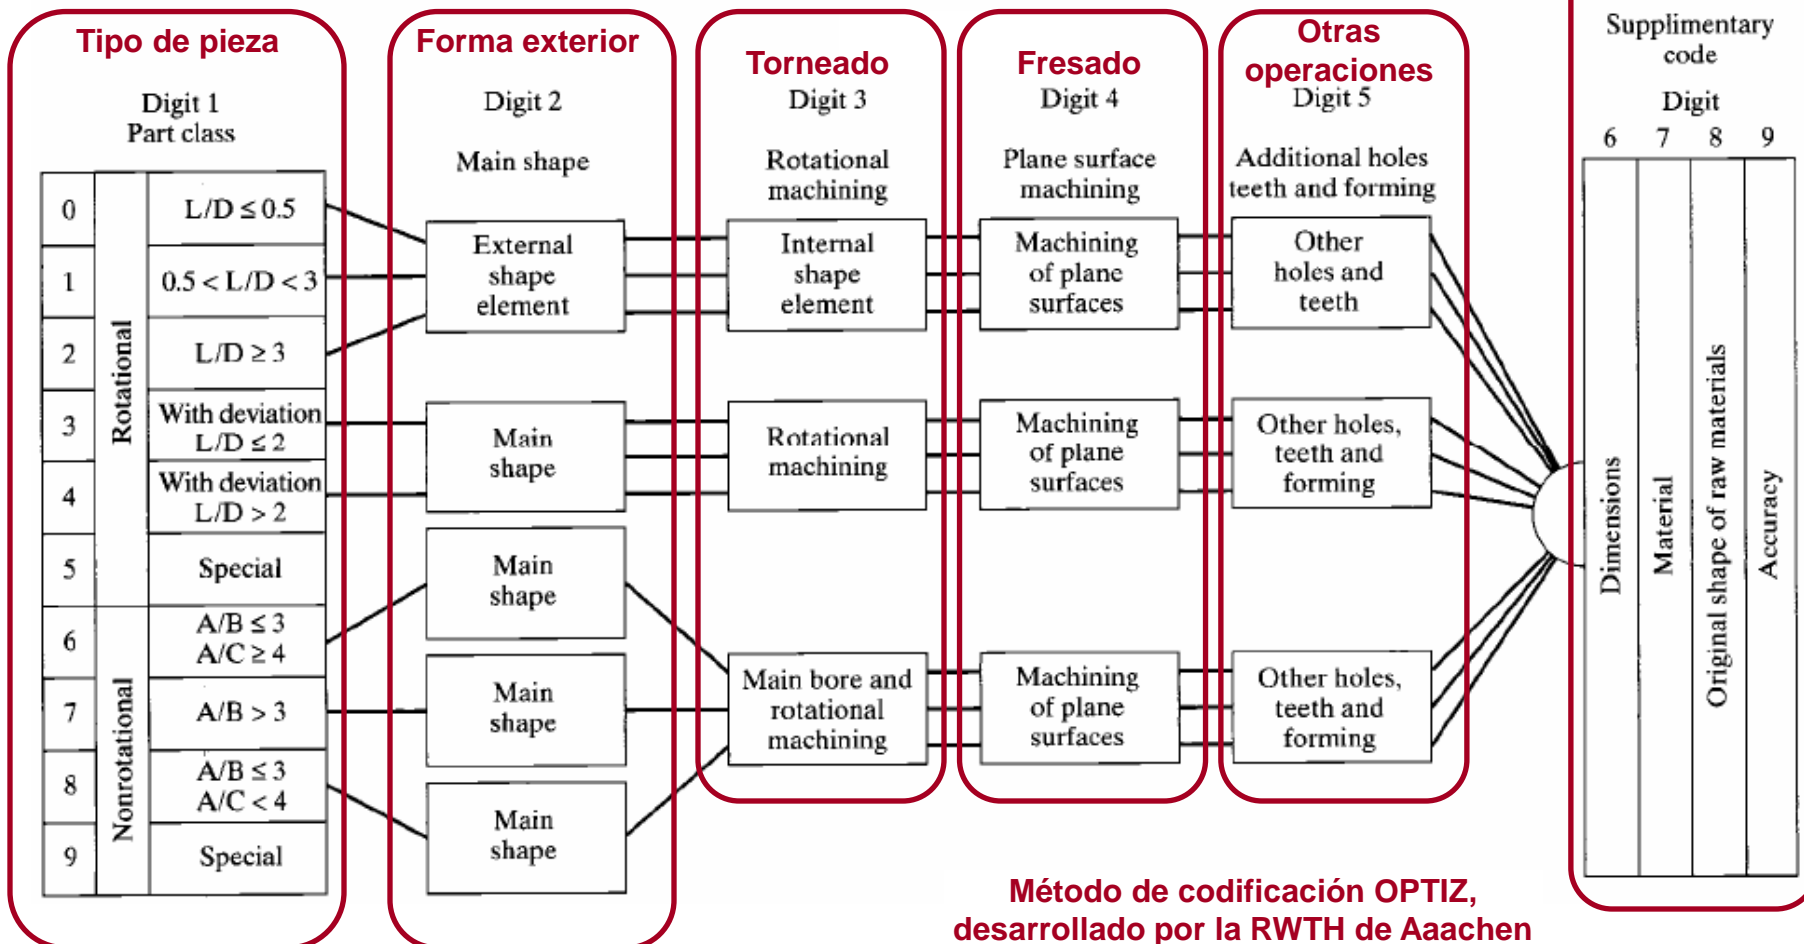 Tipo de pieza
Digit 1
Part class
0
L/D ≤ 0.5
1
0.5 < L/D < 3
2
L/D ≥ 3
3
With deviation
L/D ≤ 2
4
With deviation
L/D > 2
5
Special
Rotational
6
A/B ≤ 3
A/C ≥ 4
7
A/B > 3
8
A/B ≤ 3
A/C < 4
9
Special
Nonrotational
Forma exterior
Digit 2
Main shape
External
shape
element
Main
shape
Main
shape
Main
shape
Main
shape
Torneado
Digit 3
Rotational
machining
Internal
shape
element
Rotational
machining
Main bore and
rotational
machining
Fresado
Digit 4
Plane surface
machining
Machining
of plane
surfaces
Machining
of plane
surfaces
Machining
of plane
surfaces
Otras
operaciones
Digit 5
Additional holes
teeth and forming
Other
holes and
teeth
Other holes,
teeth and
forming
Other holes,
teeth and
forming
Supplimentary
code
Digit
6 7 8 9
Dimensions
Material
Original shape of raw materials
Accuracy
Método de codificación OPTIZ,
desarrollado por la RWTH de Aaachen